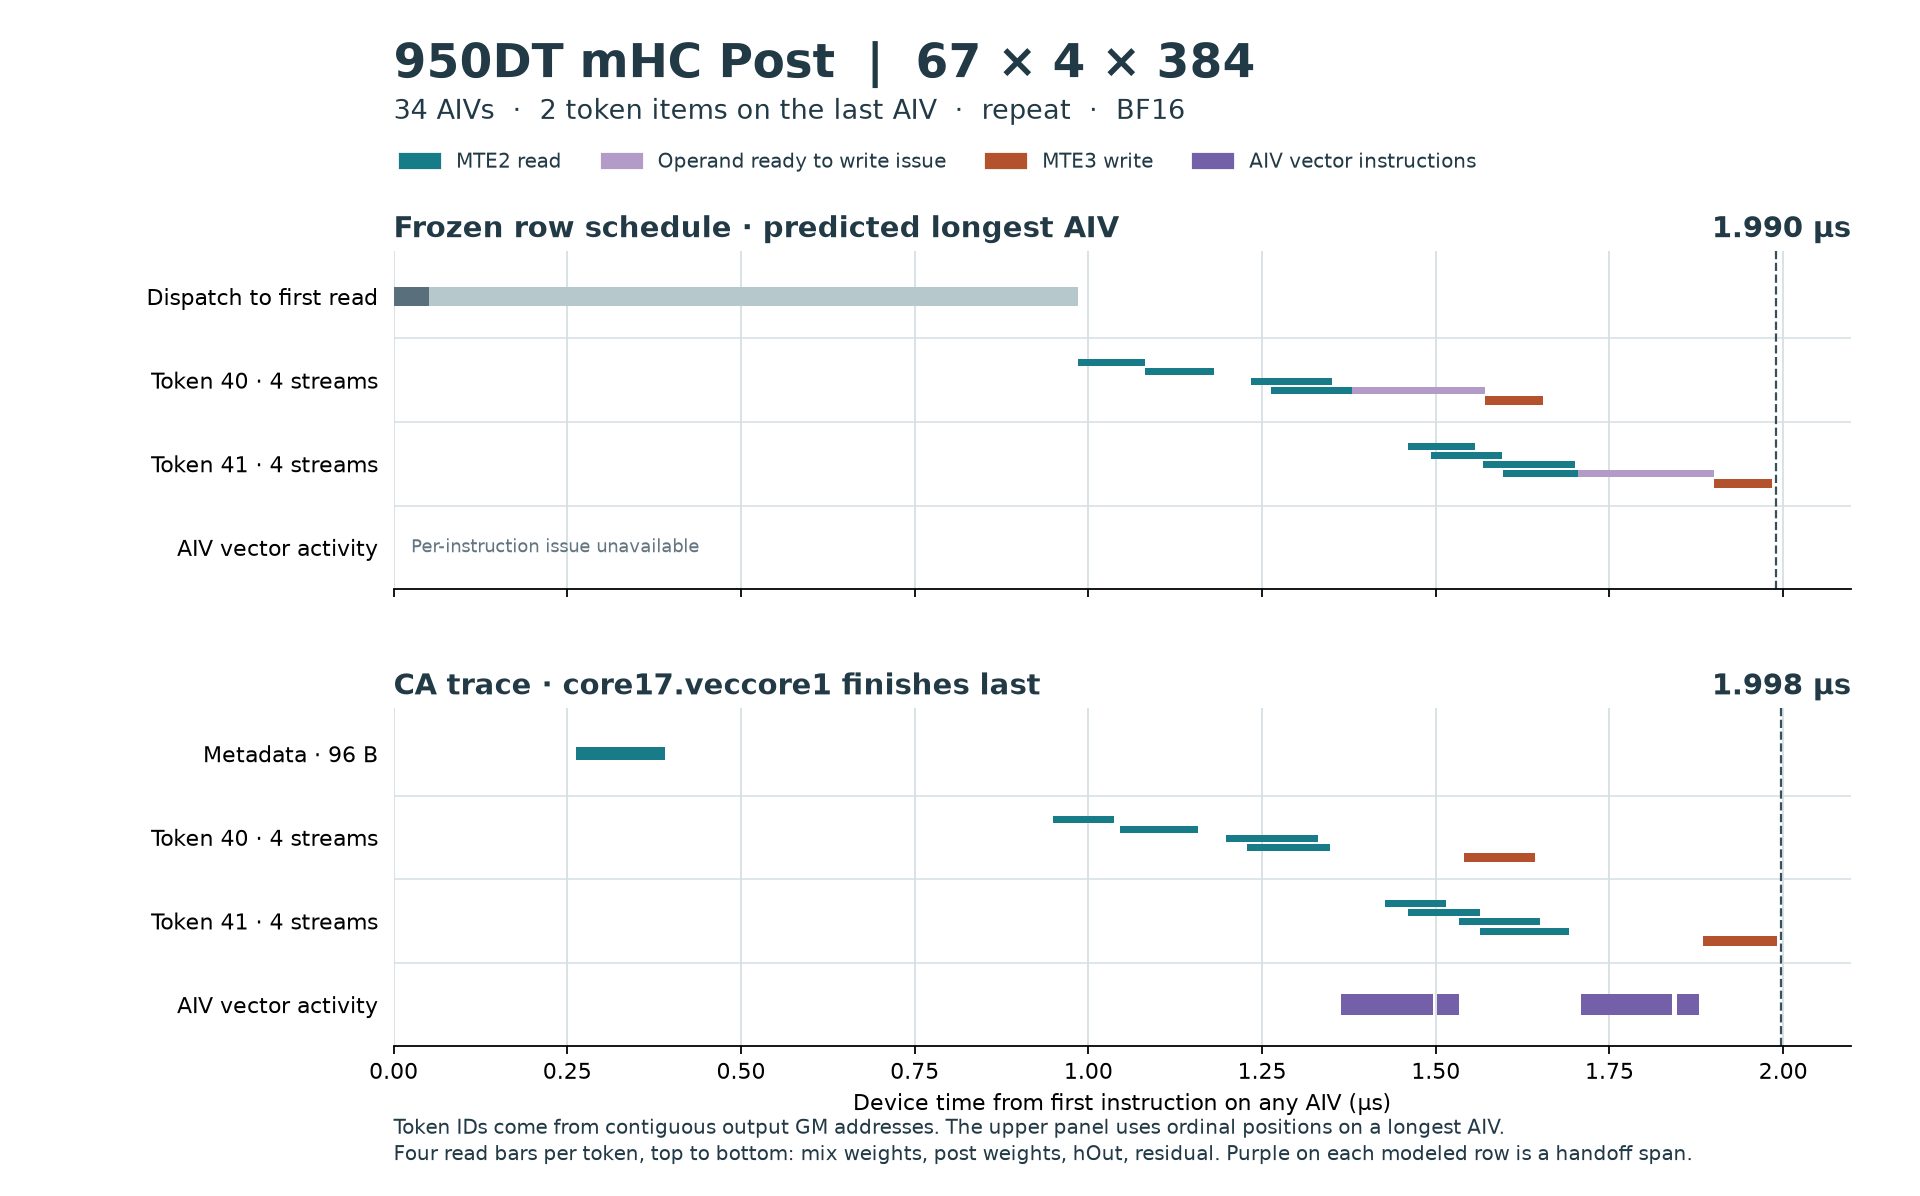 950DT mHC Post | 67 × 4 × 384
34 AIVs · 2 token items on the last AIV · repeat · BF16
MTE2 read
Operand ready to write issue
MTE3 write
AIV vector instructions
Frozen row schedule · predicted longest AIV
1.990 µs
Dispatch to first read
Token 40 · 4 streams
Token 41 · 4 streams
AIV vector activity
Per-instruction issue unavailable
CA trace · core17.veccore1 finishes last
1.998 µs
Metadata · 96 B
Token 40 · 4 streams
Token 41 · 4 streams
AIV vector activity
0.00 0.25 0.50 0.75 1.00 1.25 1.50 1.75 2.00
Device time from first instruction on any AIV (µs)
Token IDs come from contiguous output GM addresses. The upper panel uses ordinal positions on a longest AIV.
Four read bars per token, top to bottom: mix weights, post weights, hOut, residual. Purple on each modeled row is a handoff span.